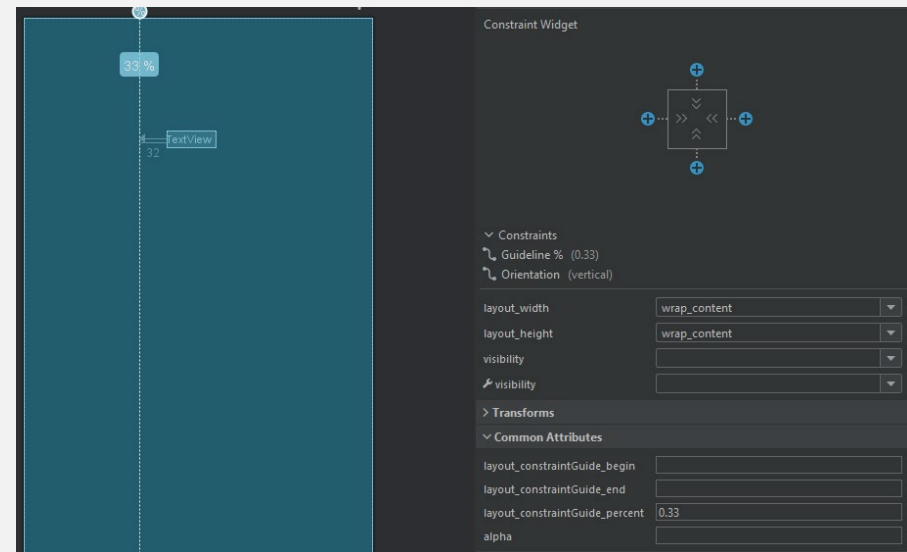 33 %
TextView
32
Constraint Widget
Constraints
Guideline % (0.33)
Orientation (vertical)
layout_width wrap_content
layout_height wrap_content
visibility
visibility
Transforms
Common Attributes
layout_constraintGuide_begin
layout_constraintGuide_end
layout_constraintGuide_percent 0.33
alpha